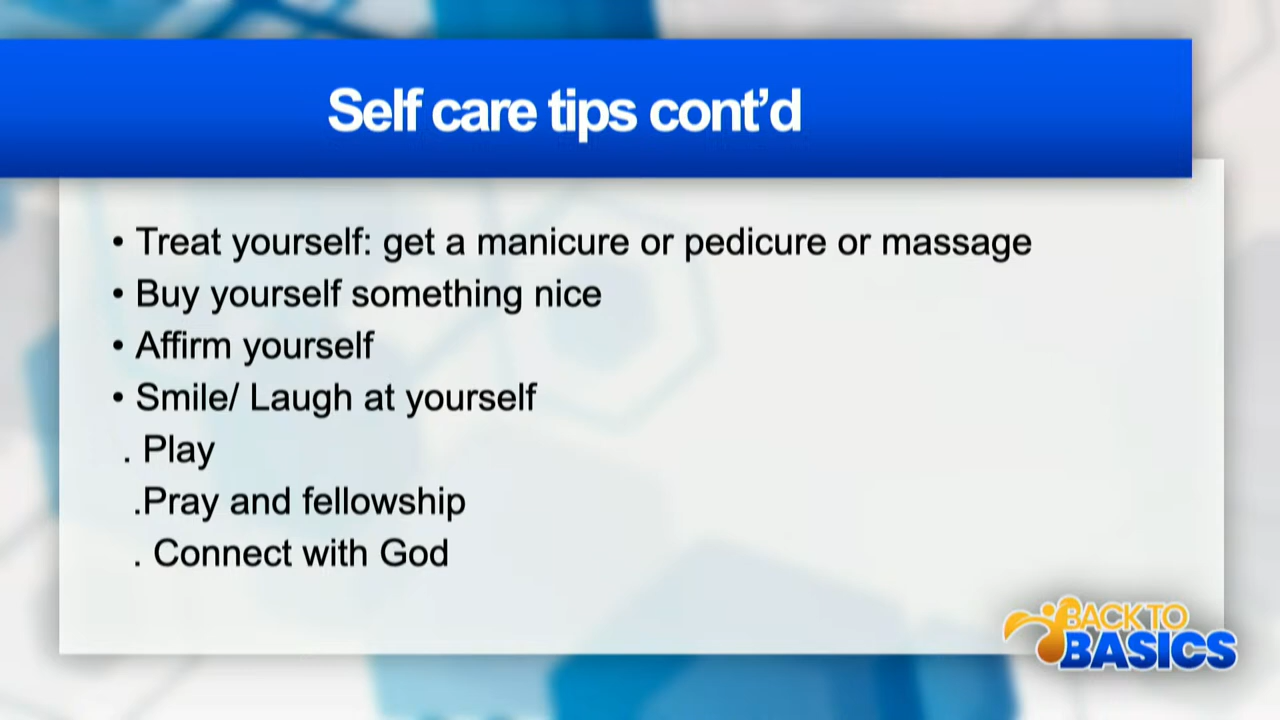 Self care tips cont’d
• Treat yourself: get a manicure or pedicure or massage
• Buy yourself something nice
• Affirm yourself
• Smile/ Laugh at yourself
. Play
.Pray and fellowship
. Connect with God
BACK TO
BASICS